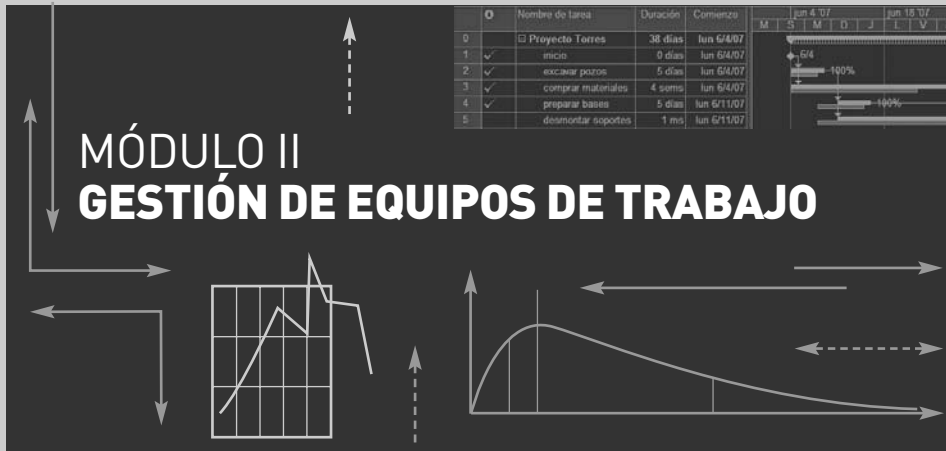 Nombre de tarea Duración Comienzo jun 4 '07 jun 18 '07
M S M D J L V
0 Proyecto Torres 38 días lun 6/4/07
1 inicio 0 días lun 6/4/07 6/4
2 excavar pozos 5 días lun 6/4/07 100%
3 comprar materiales 4 sems lun 6/4/07
4 preparar bases 5 días lun 6/11/07 100%
5 desmontar soportes 1 ms lun 6/11/07
MÓDULO II
GESTIÓN DE EQUIPOS DE TRABAJO